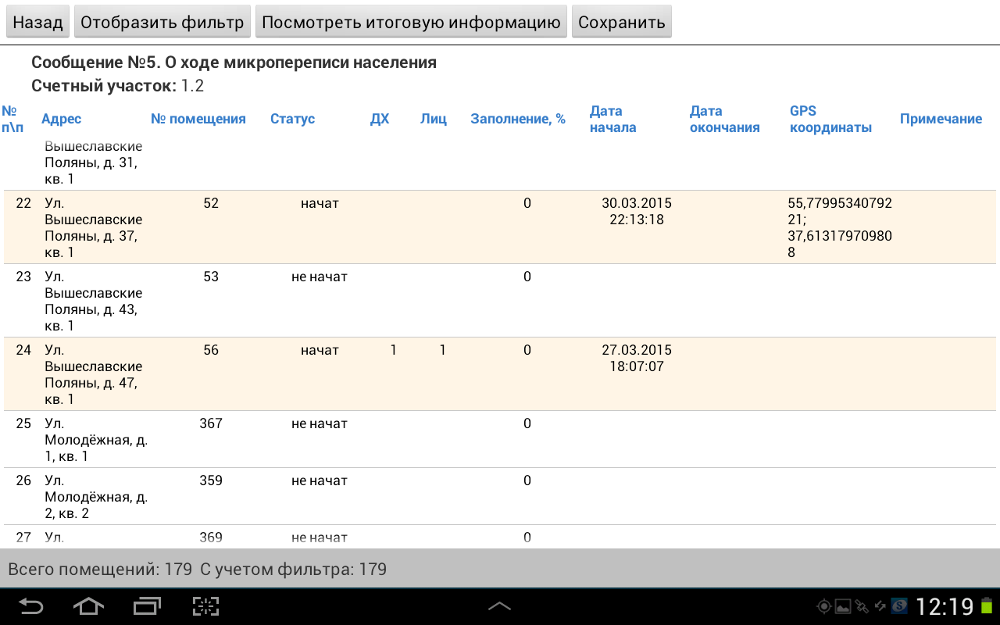 Назад Отобразить фильтр Посмотреть итоговую информацию Сохранить
Сообщение №5. О ходе микропереписи населения
Счетный участок: 1.2
№ п\п Адрес № помещения Статус ДХ Лиц Заполнение, % Дата начала Дата окончания GPS координаты Примечание
Вышеславские
Поляны, д. 31,
кв. 1
22 Ул. 52 начат 0 30.03.2015 55,77995340792
Вышеславские 22:13:18 21;
Поляны, д. 37, 37,61317970980
кв. 1 8
23 Ул. 53 не начат 0
Вышеславские
Поляны, д. 43,
кв. 1
24 Ул. 56 начат 1 1 0 27.03.2015
Вышеславские 18:07:07
Поляны, д. 47,
кв. 1
25 Ул. 367 не начат 0
Молодёжная, д.
1, кв. 1
26 Ул. 359 не начат 0
Молодёжная, д.
2, кв. 2
27 Ул. 369 не начат 0
Всего помещений: 179 С учетом фильтра: 179
12:19